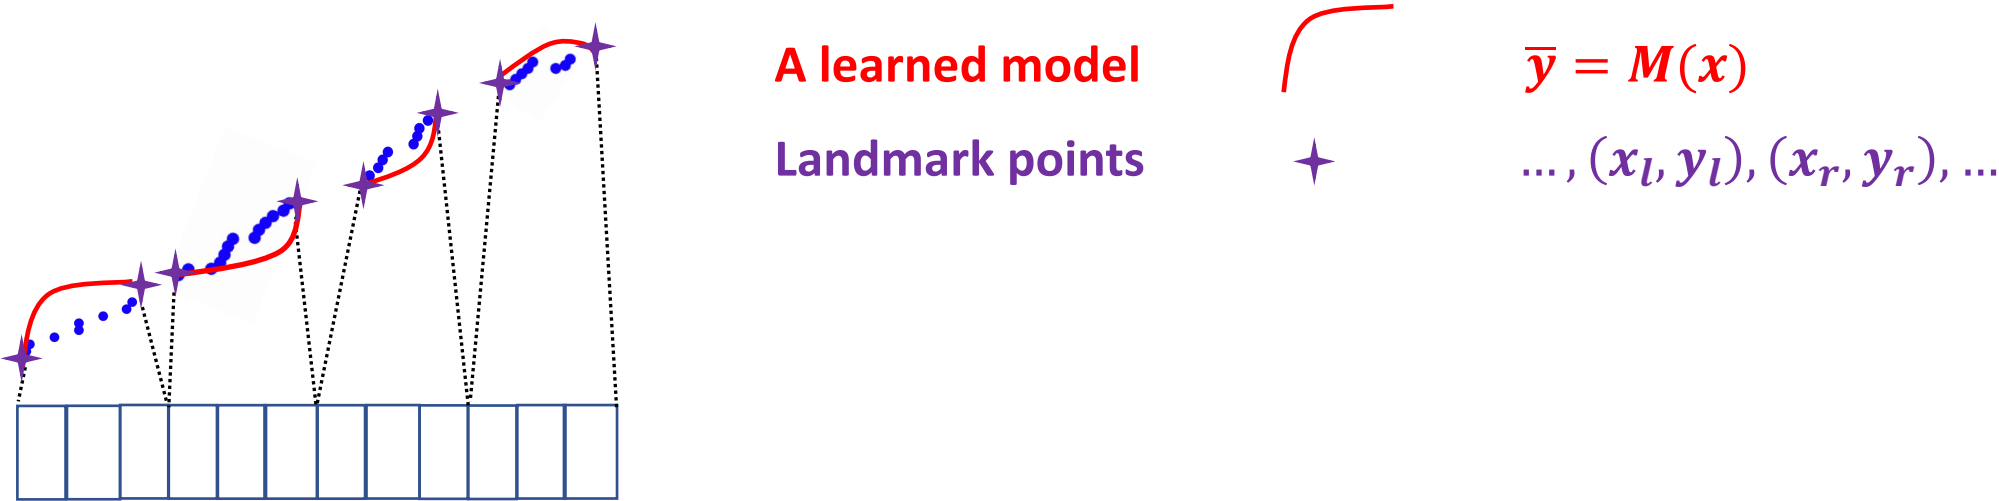 A learned model y̅ = M(x)
Landmark points ..., (x_l, y_l), (x_r, y_r), ...